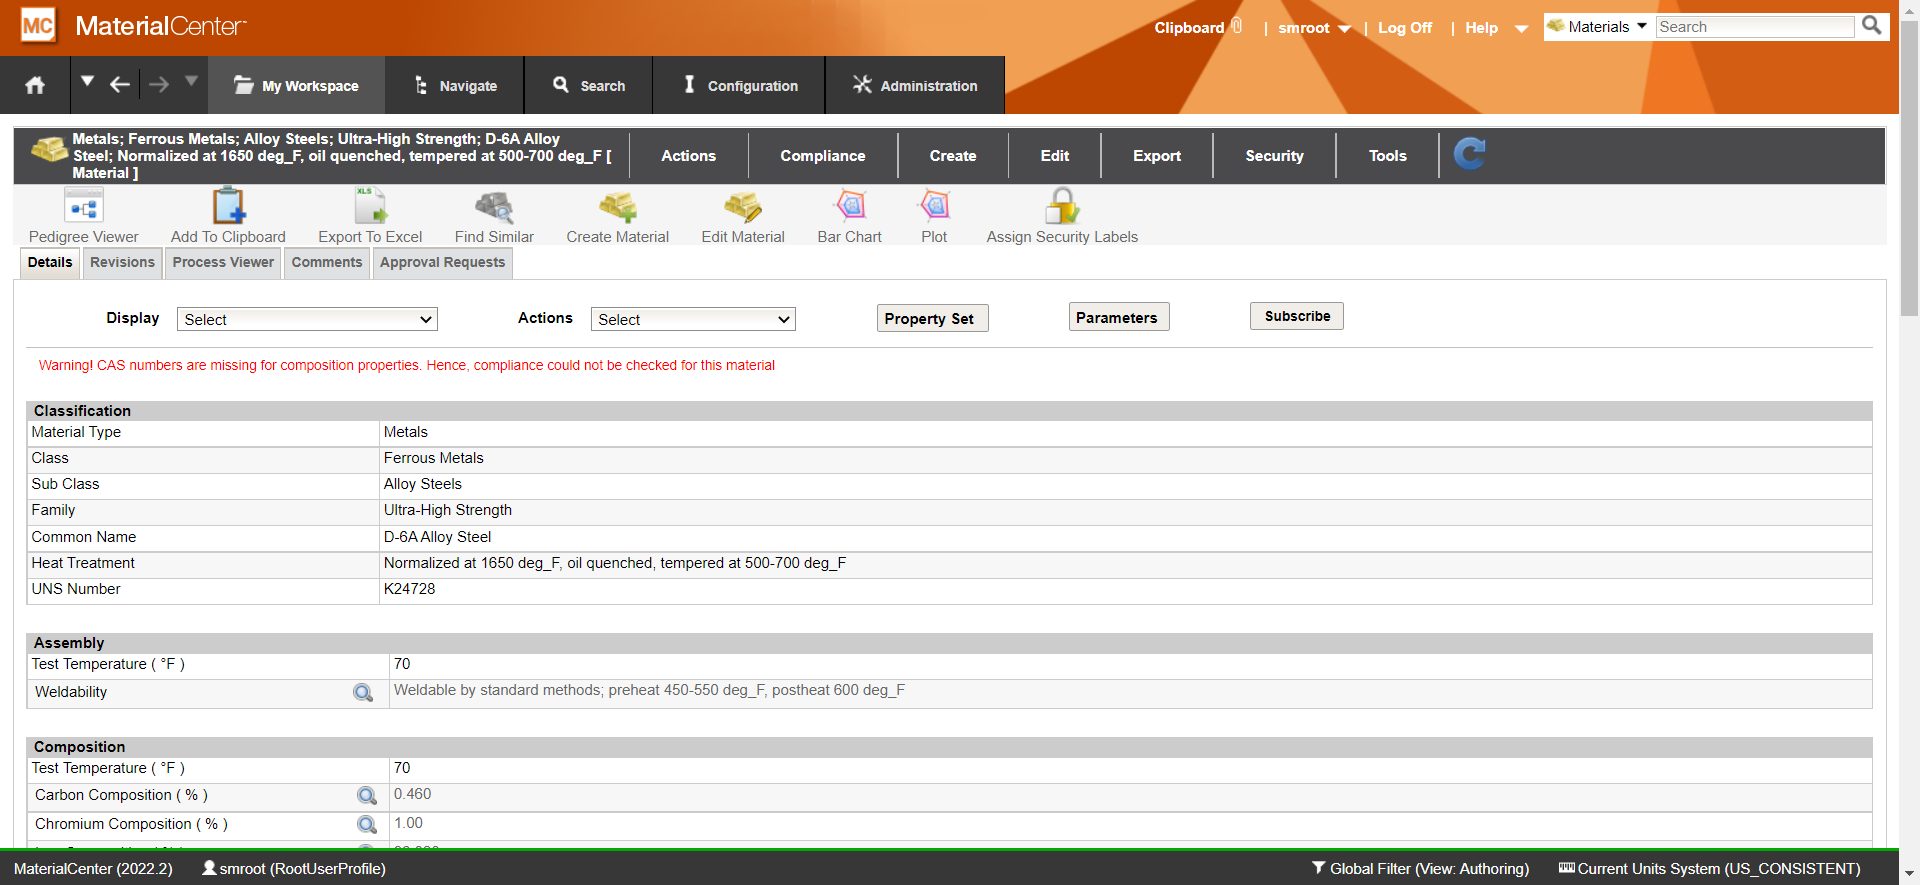 MC MaterialCenter
Clipboard | smroot | Log Off | Help Materials Search
My Workspace Navigate Search Configuration Administration
Metals; Ferrous Metals; Alloy Steels; Ultra-High Strength; D-6A Alloy
Steel; Normalized at 1650 deg_F, oil quenched, tempered at 500-700 deg_F [
Material ]
Actions Compliance Create Edit Export Security Tools
XLS
Pedigree Viewer Add To Clipboard Export To Excel Find Similar Create Material Edit Material Bar Chart Plot Assign Security Labels
Details Revisions Process Viewer Comments Approval Requests
Display Select Actions Select Property Set Parameters Subscribe
Warning! CAS numbers are missing for composition properties. Hence, compliance could not be checked for this material
Classification
Material Type Metals
Class Ferrous Metals
Sub Class Alloy Steels
Family Ultra-High Strength
Common Name D-6A Alloy Steel
Heat Treatment Normalized at 1650 deg_F, oil quenched, tempered at 500-700 deg_F
UNS Number K24728
Assembly
Test Temperature ( °F ) 70
Weldability Weldable by standard methods; preheat 450-550 deg_F, postheat 600 deg_F
Composition
Test Temperature ( °F ) 70
Carbon Composition ( % ) 0.460
Chromium Composition ( % ) 1.00
MaterialCenter (2022.2) smroot (RootUserProfile) Global Filter (View: Authoring) Current Units System (US_CONSISTENT)